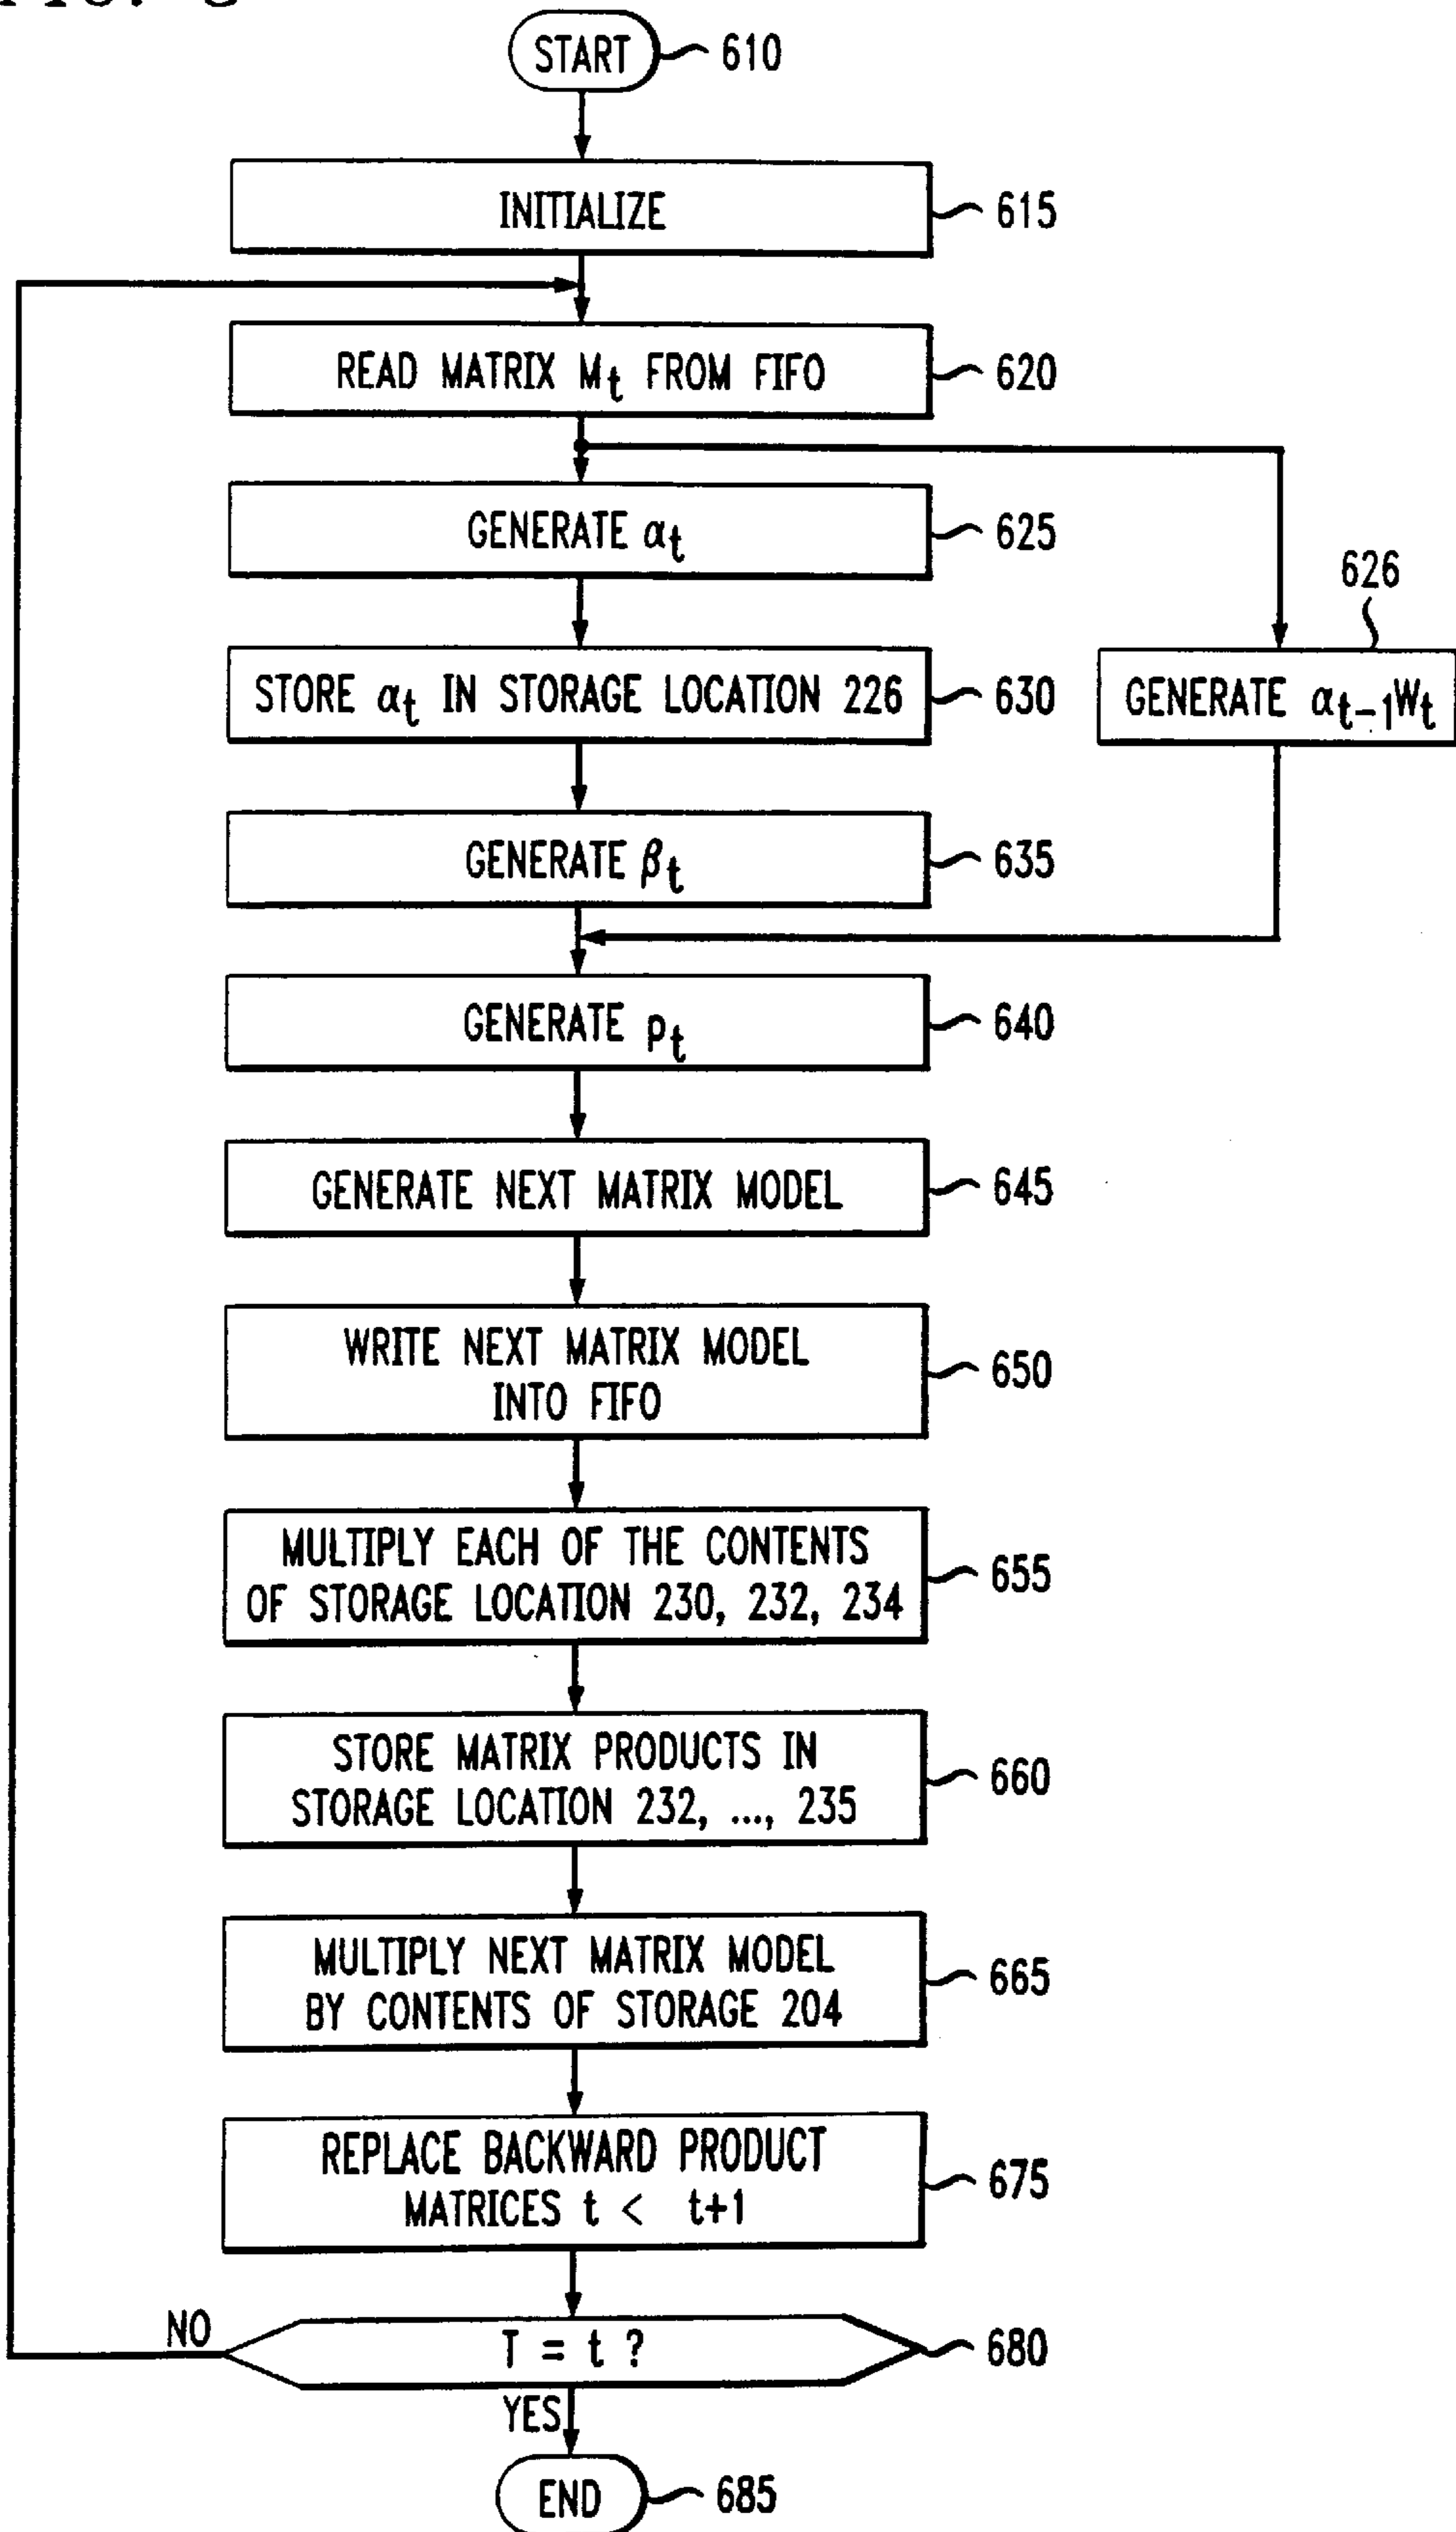 START 610
INITIALIZE 615
READ MATRIX Mt FROM FIFO 620
GENERATE αt 625
626
STORE αt IN STORAGE LOCATION 226 630
GENERATE αt−1Wt
GENERATE βt 635
GENERATE pt 640
GENERATE NEXT MATRIX MODEL 645
WRITE NEXT MATRIX MODEL
INTO FIFO 650
MULTIPLY EACH OF THE CONTENTS
OF STORAGE LOCATION 230, 232, 234 655
STORE MATRIX PRODUCTS IN
STORAGE LOCATION 232, ..., 235 660
MULTIPLY NEXT MATRIX MODEL
BY CONTENTS OF STORAGE 204 665
REPLACE BACKWARD PRODUCT
MATRICES t < t+1 675
NO
T = t ? 680
YES
END 685